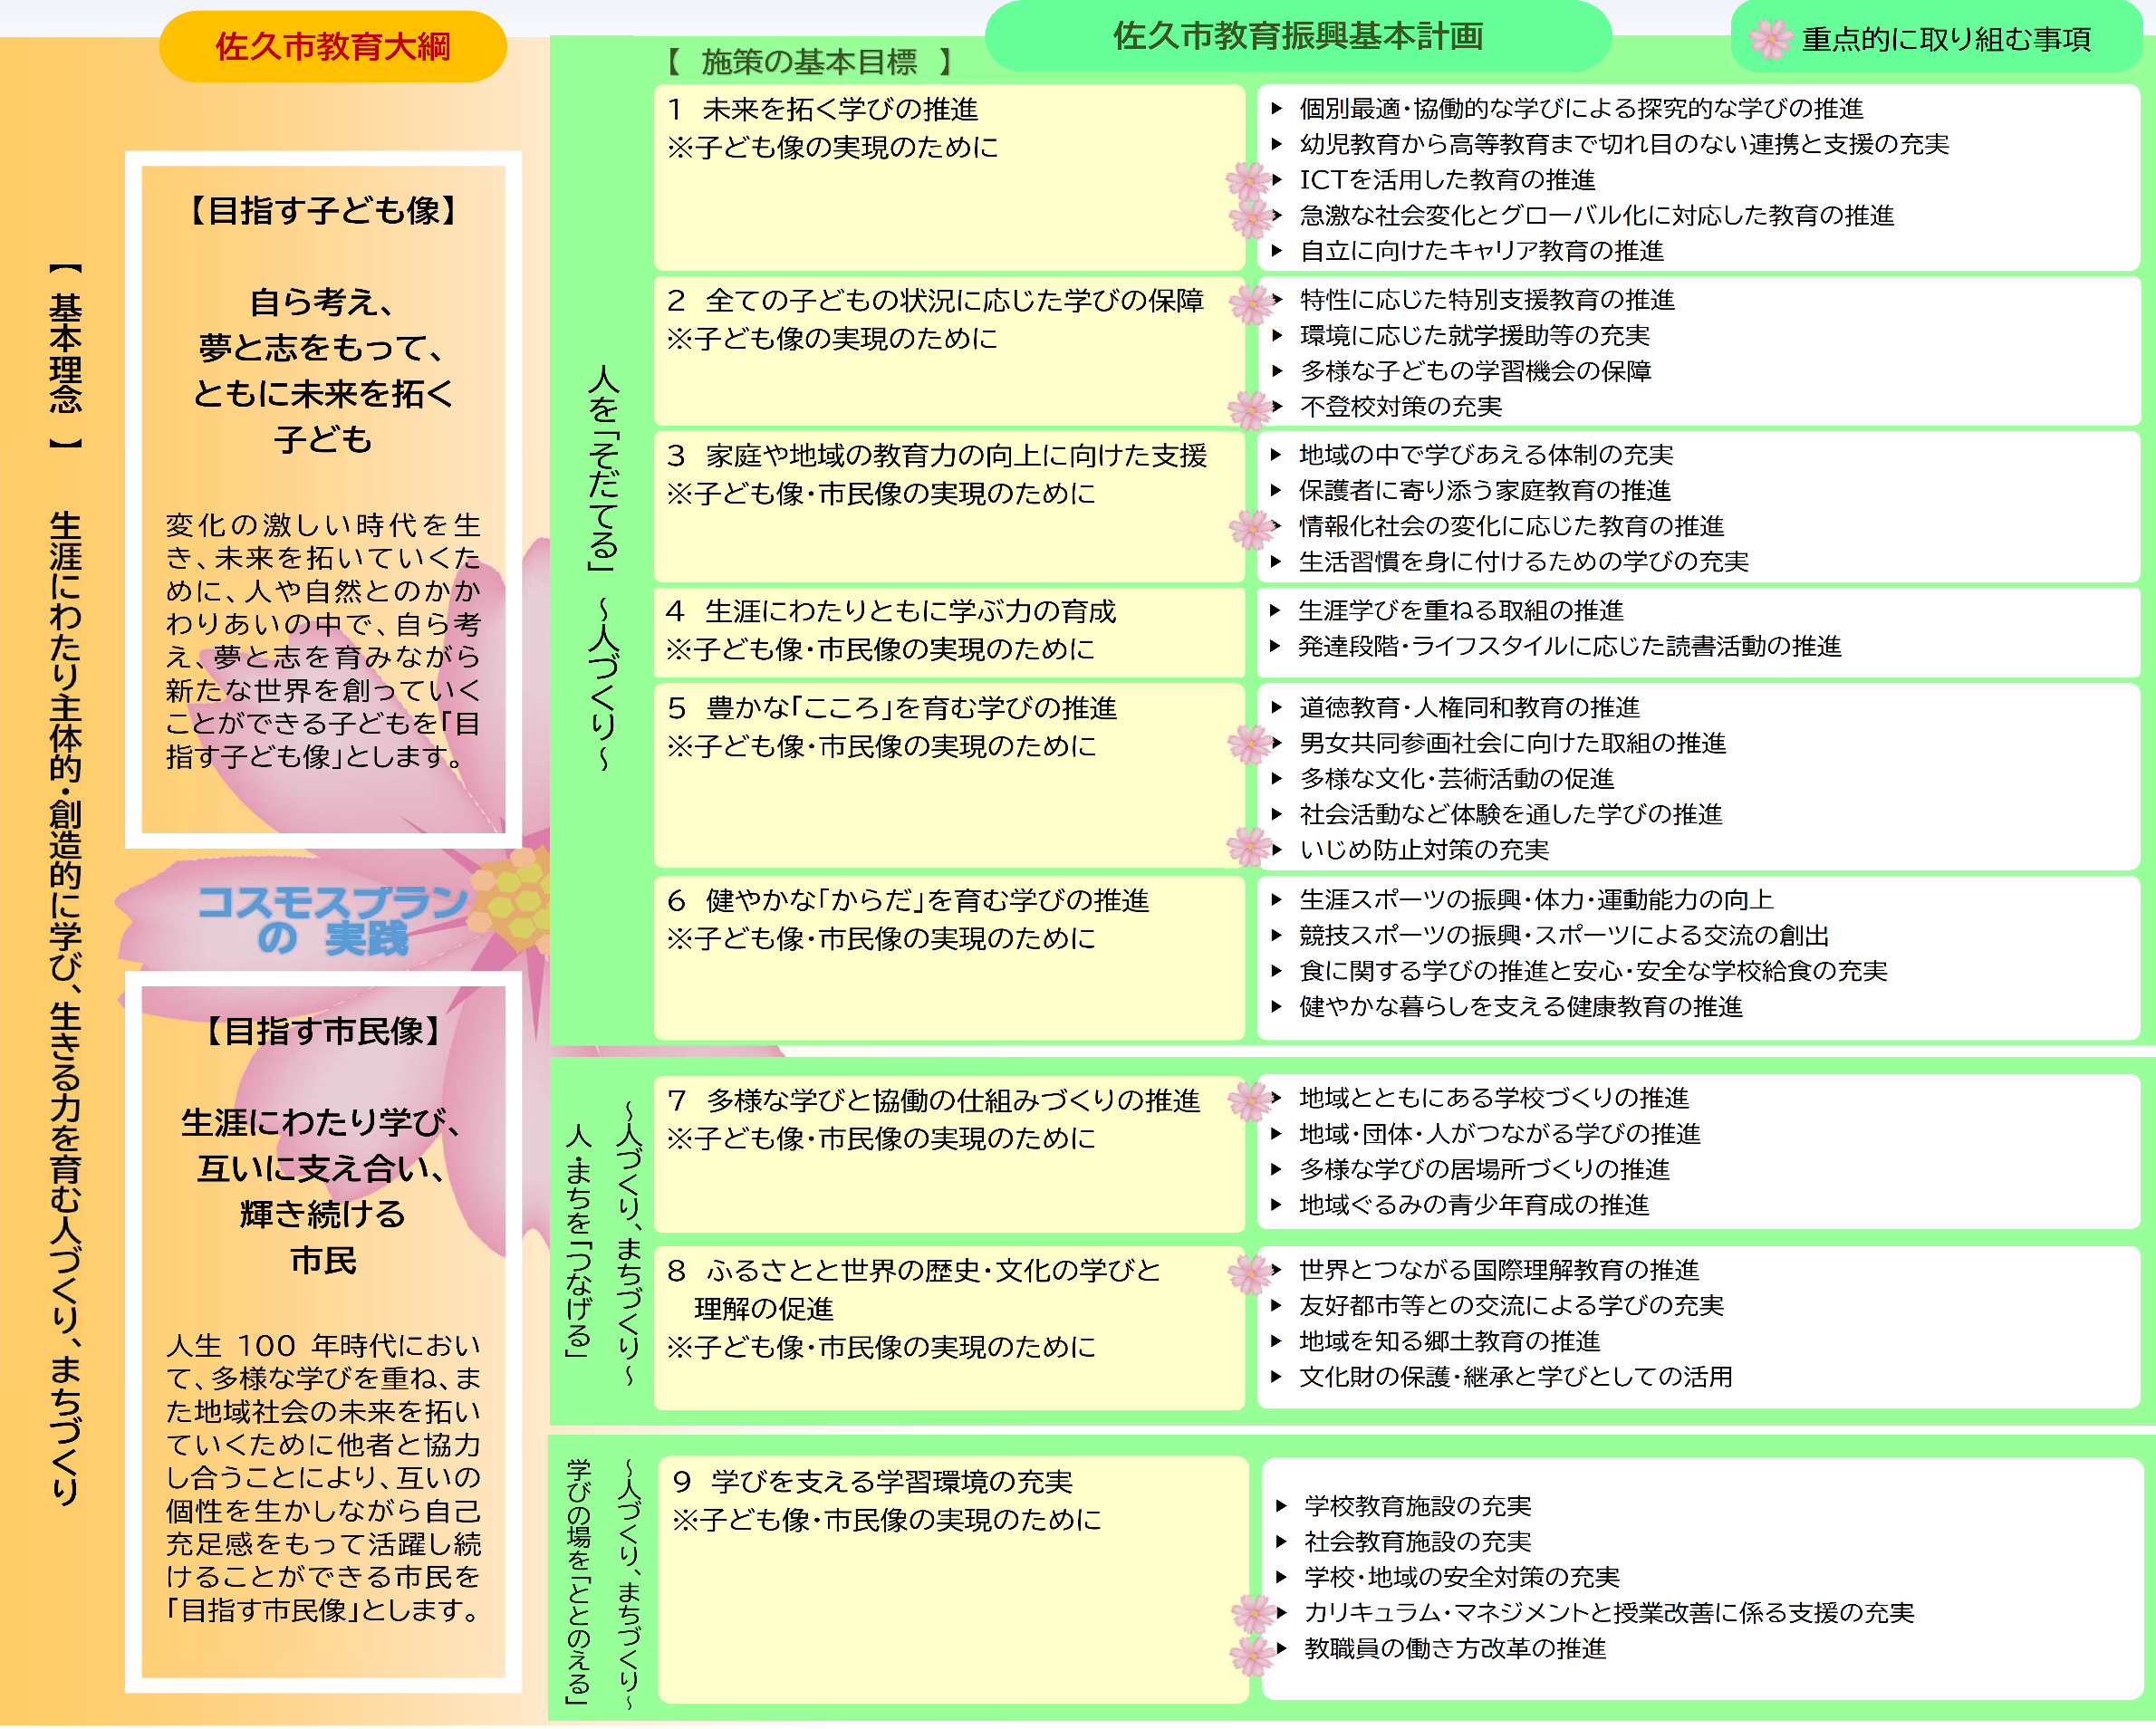 佐久市教育大綱
【 基本理念 】 生涯にわたり主体的・創造的に学び、生きる力を育む人づくり、まちづくり
【目指す子ども像】
自ら考え、
夢と志をもって、
ともに未来を拓く
子ども
変化の激しい時代を生
き、未来を拓いていくた
めに、人や自然とのかか
わりあいの中で、自ら考
え、夢と志を育みながら
新たな世界を創っていく
ことができる子どもを「目
指す子ども像」とします。
コスモスプラン
の 実践
【目指す市民像】
生涯にわたり学び、
互いに支え合い、
輝き続ける
市民
人生 100 年時代におい
て、多様な学びを重ね、ま
た地域社会の未来を拓い
ていくために他者と協力
し合うことにより、互いの
個性を生かしながら自己
充足感をもって活躍し続
けることができる市民を
「目指す市民像」とします。
佐久市教育振興基本計画
重点的に取り組む事項
【 施策の基本目標 】
人を「そだてる」 ～人づくり～
1 未来を拓く学びの推進
※子ども像の実現のために
▶ 個別最適・協働的な学びによる探究的な学びの推進
▶ 幼児教育から高等教育まで切れ目のない連携と支援の充実
▶ ICTを活用した教育の推進
▶ 急激な社会変化とグローバル化に対応した教育の推進
▶ 自立に向けたキャリア教育の推進
2 全ての子どもの状況に応じた学びの保障
※子ども像の実現のために
▶ 特性に応じた特別支援教育の推進
▶ 環境に応じた就学援助等の充実
▶ 多様な子どもの学習機会の保障
▶ 不登校対策の充実
3 家庭や地域の教育力の向上に向けた支援
※子ども像・市民像の実現のために
▶ 地域の中で学びあえる体制の充実
▶ 保護者に寄り添う家庭教育の推進
▶ 情報化社会の変化に応じた教育の推進
▶ 生活習慣を身に付けるための学びの充実
4 生涯にわたりともに学ぶ力の育成
※子ども像・市民像の実現のために
▶ 生涯学びを重ねる取組の推進
▶ 発達段階・ライフスタイルに応じた読書活動の推進
5 豊かな「こころ」を育む学びの推進
※子ども像・市民像の実現のために
▶ 道徳教育・人権同和教育の推進
▶ 男女共同参画社会に向けた取組の推進
▶ 多様な文化・芸術活動の促進
▶ 社会活動など体験を通した学びの推進
▶ いじめ防止対策の充実
6 健やかな「からだ」を育む学びの推進
※子ども像・市民像の実現のために
▶ 生涯スポーツの振興・体力・運動能力の向上
▶ 競技スポーツの振興・スポーツによる交流の創出
▶ 食に関する学びの推進と安心・安全な学校給食の充実
▶ 健やかな暮らしを支える健康教育の推進
人・まちを「つなげる」
～人づくり、まちづくり～
7 多様な学びと協働の仕組みづくりの推進
※子ども像・市民像の実現のために
▶ 地域とともにある学校づくりの推進
▶ 地域・団体・人がつながる学びの推進
▶ 多様な学びの居場所づくりの推進
▶ 地域ぐるみの青少年育成の推進
8 ふるさとと世界の歴史・文化の学びと
理解の促進
※子ども像・市民像の実現のために
▶ 世界とつながる国際理解教育の推進
▶ 友好都市等との交流による学びの充実
▶ 地域を知る郷土教育の推進
▶ 文化財の保護・継承と学びとしての活用
学びの場を「ととのえる」
～人づくり、まちづくり～
9 学びを支える学習環境の充実
※子ども像・市民像の実現のために
▶ 学校教育施設の充実
▶ 社会教育施設の充実
▶ 学校・地域の安全対策の充実
▶ カリキュラム・マネジメントと授業改善に係る支援の充実
▶ 教職員の働き方改革の推進